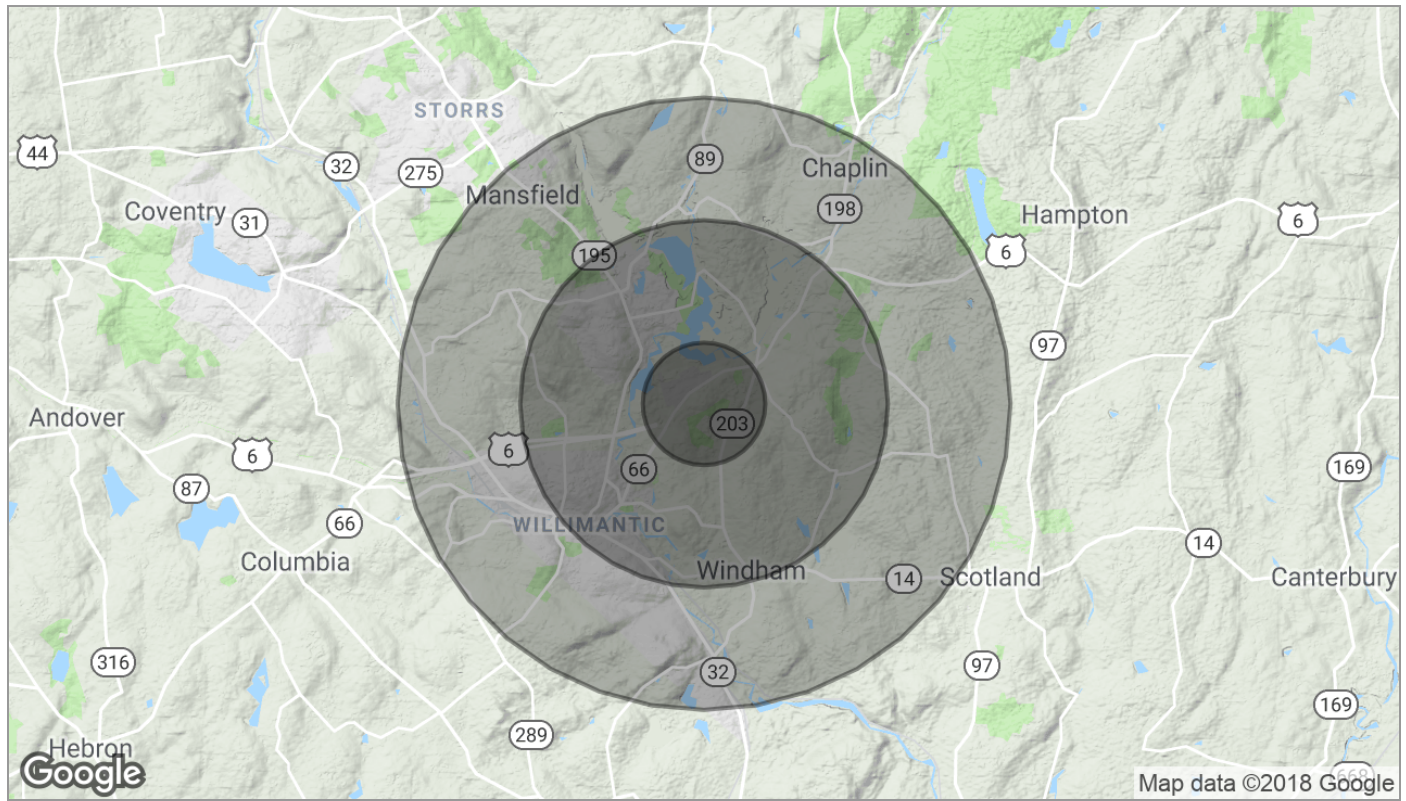 STORRS
89
44
32
275
Chaplin
Mansfield
198
Coventry
31
Hampton
6
6
195
97
Andover
203
6
6
66
169
87
66
WILLIMANTIC
14
Columbia
Windham
14
Scotland
Canterbury
316
97
32
169
289
Hebron
Google
668
Map data ©2018 Google